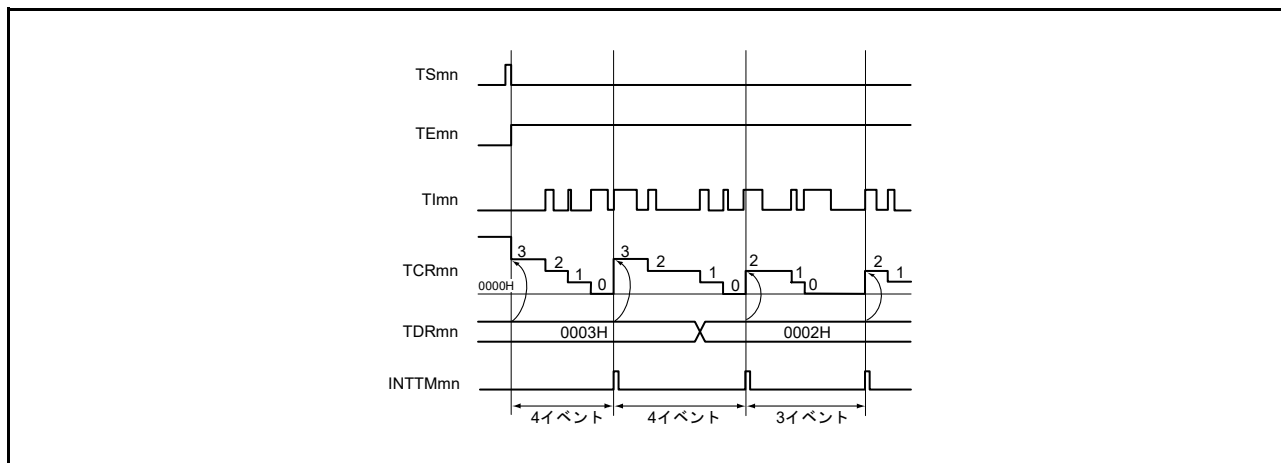 TSmn
TEmn
TImn
3 2 1 0 3 2 1 0 2 1 0 2 1
TCRmn
0000H
TDRmn 0003H 0002H
INTTMmn
4イベント 4イベント 3イベント